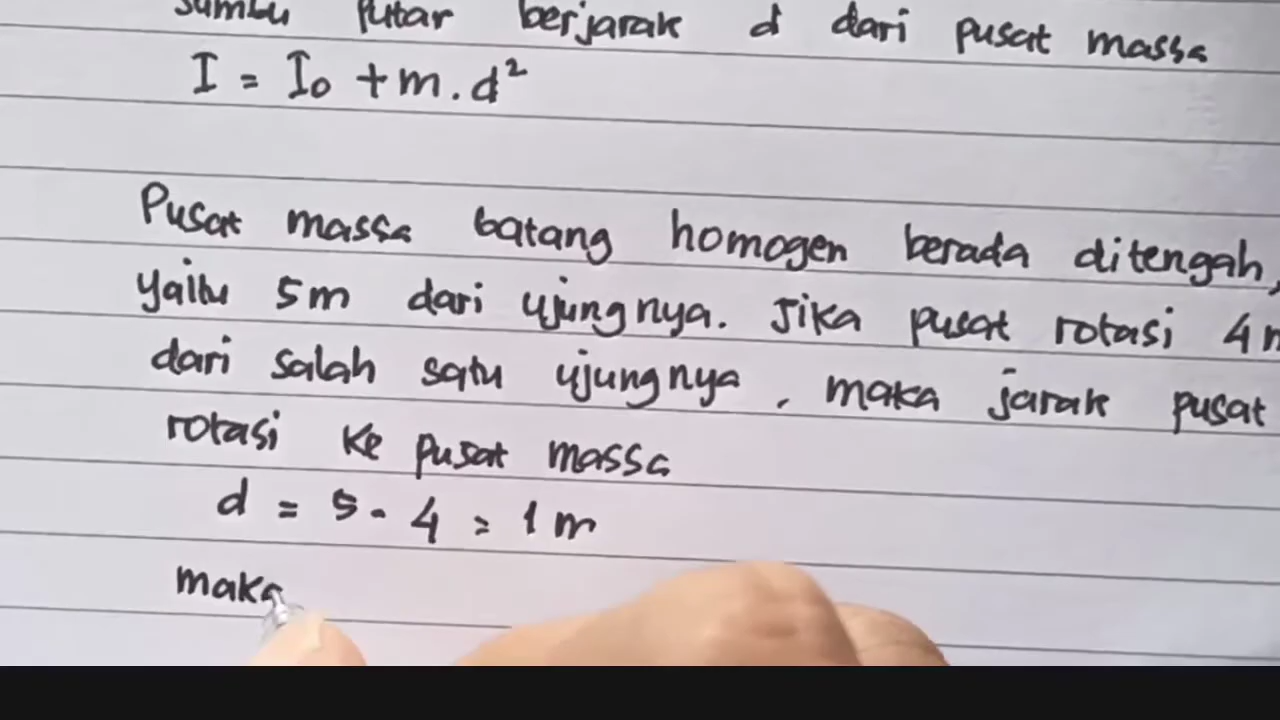 sumbu putar berjarak d dari pusat massa
I = I₀ + m . d²
Pusat massa batang homogen berada ditengah,
yaitu 5m dari ujungnya. Jika pusat rotasi 4m
dari salah satu ujungnya, maka jarak pusat
rotasi ke pusat massa
d = 5 - 4 = 1 m
maka